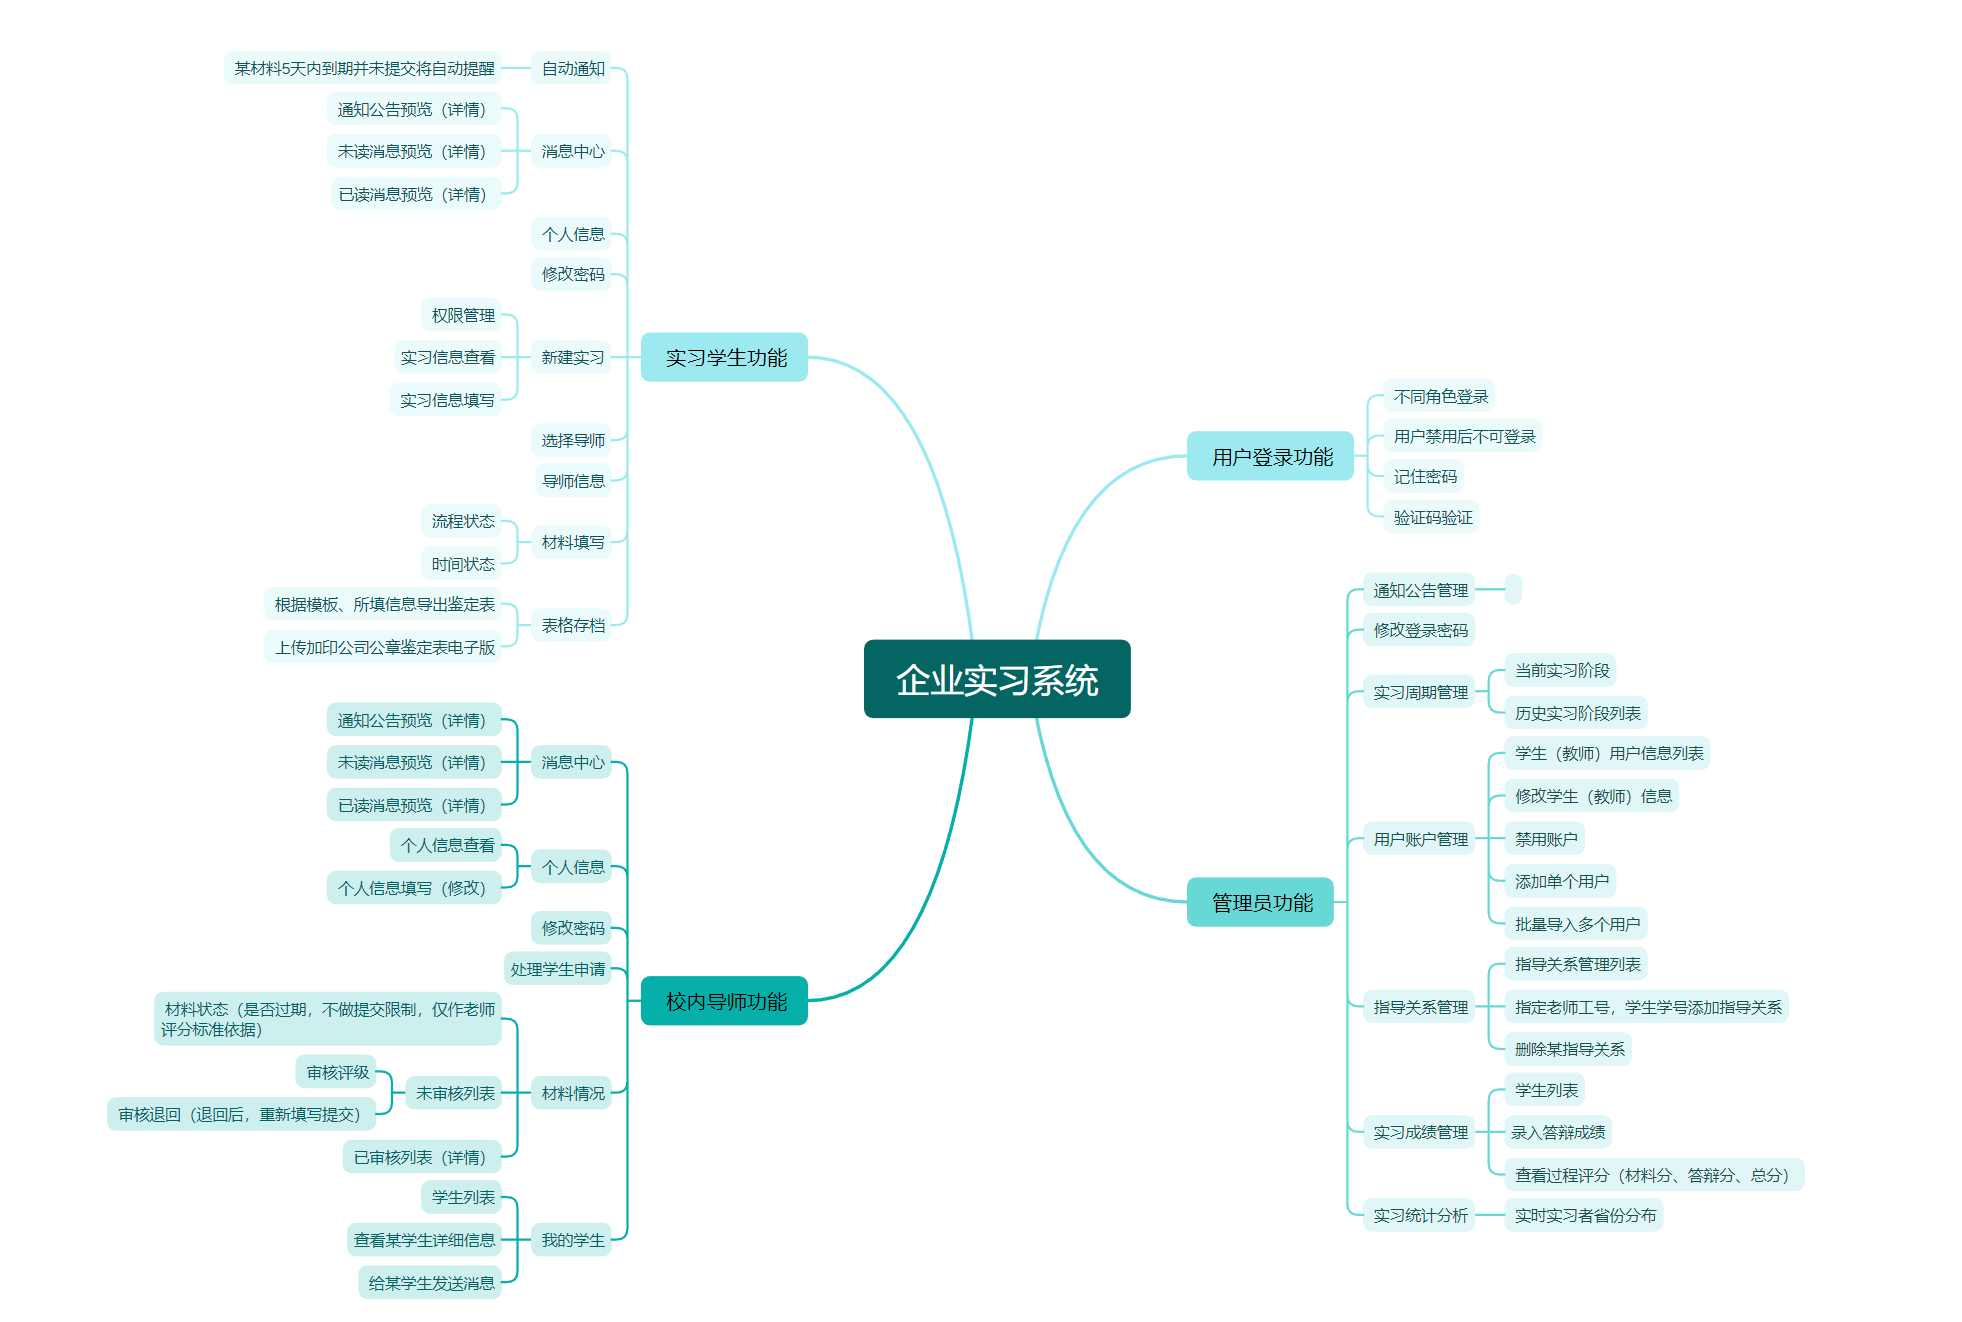 企业实习系统
实习学生功能
自动通知
某材料5天内到期并未提交将自动提醒
消息中心
通知公告预览（详情）
未读消息预览（详情）
已读消息预览（详情）
个人信息
修改密码
新建实习
权限管理
实习信息查看
实习信息填写
选择导师
导师信息
材料填写
流程状态
时间状态
表格存档
根据模板、所填信息导出鉴定表
上传加印公司公章鉴定表电子版
校内导师功能
消息中心
通知公告预览（详情）
未读消息预览（详情）
已读消息预览（详情）
个人信息
个人信息查看
个人信息填写（修改）
修改密码
处理学生申请
材料情况
材料状态（是否过期，不做提交限制，仅作老师
评分标准依据）
未审核列表
审核评级
审核退回（退回后，重新填写提交）
已审核列表（详情）
我的学生
学生列表
查看某学生详细信息
给某学生发送消息
用户登录功能
不同角色登录
用户禁用后不可登录
记住密码
验证码验证
管理员功能
通知公告管理
修改登录密码
实习周期管理
当前实习阶段
历史实习阶段列表
用户账户管理
学生（教师）用户信息列表
修改学生（教师）信息
禁用账户
添加单个用户
批量导入多个用户
指导关系管理
指导关系管理列表
指定老师工号，学生学号添加指导关系
删除某指导关系
实习成绩管理
学生列表
录入答辩成绩
查看过程评分（材料分、答辩分、总分）
实习统计分析
实时实习者省份分布